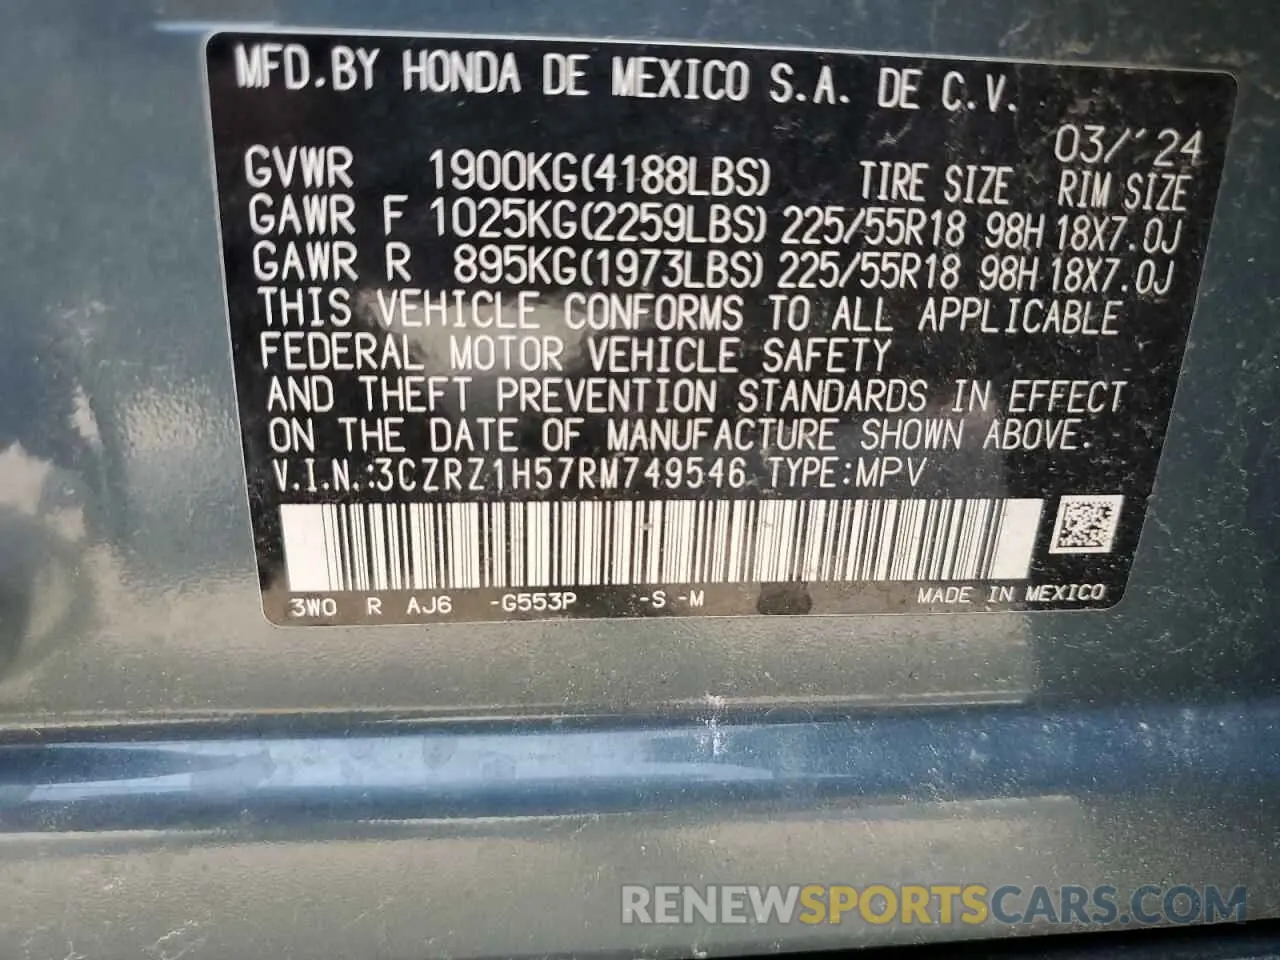 MFD.BY HONDA DE MEXICO S.A. DE C.V.
03/'24
GVWR 1900KG(4188LBS) TIRE SIZE RIM SIZE
GAWR F 1025KG(2259LBS) 225/55R18 98H 18X7.0J
GAWR R 895KG(1973LBS) 225/55R18 98H 18X7.0J
THIS VEHICLE CONFORMS TO ALL APPLICABLE
FEDERAL MOTOR VEHICLE SAFETY
AND THEFT PREVENTION STANDARDS IN EFFECT
ON THE DATE OF MANUFACTURE SHOWN ABOVE.
V.I.N.:3CZRZ1H57RM749546 TYPE:MPV
3W0 R AJ6 -G553P -S -M MADE IN MEXICO
RENEWSPORTSCARS.COM